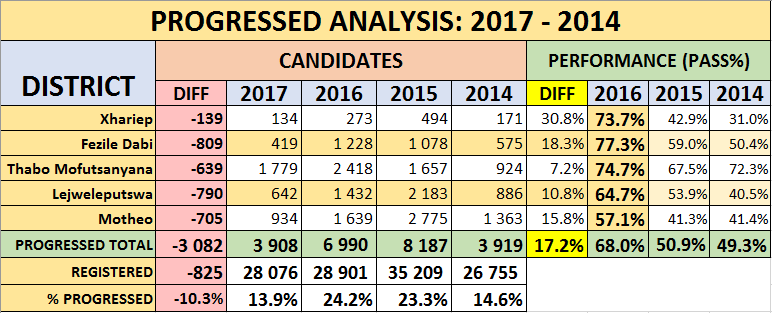 PROGRESSED ANALYSIS: 2017 - 2014
DISTRICT CANDIDATES PERFORMANCE (PASS%)
DIFF 2017 2016 2015 2014 DIFF 2016 2015 2014
Xhariep -139 134 273 494 171 30.8% 73.7% 42.9% 31.0%
Fezile Dabi -809 419 1 228 1 078 575 18.3% 77.3% 59.0% 50.4%
Thabo Mofutsanyana -639 1 779 2 418 1 657 924 7.2% 74.7% 67.5% 72.3%
Lejweleputswa -790 642 1 432 2 183 886 10.8% 64.7% 53.9% 40.5%
Motheo -705 934 1 639 2 775 1 363 15.8% 57.1% 41.3% 41.4%
PROGRESSED TOTAL -3 082 3 908 6 990 8 187 3 919 17.2% 68.0% 50.9% 49.3%
REGISTERED -825 28 076 28 901 35 209 26 755
% PROGRESSED -10.3% 13.9% 24.2% 23.3% 14.6%